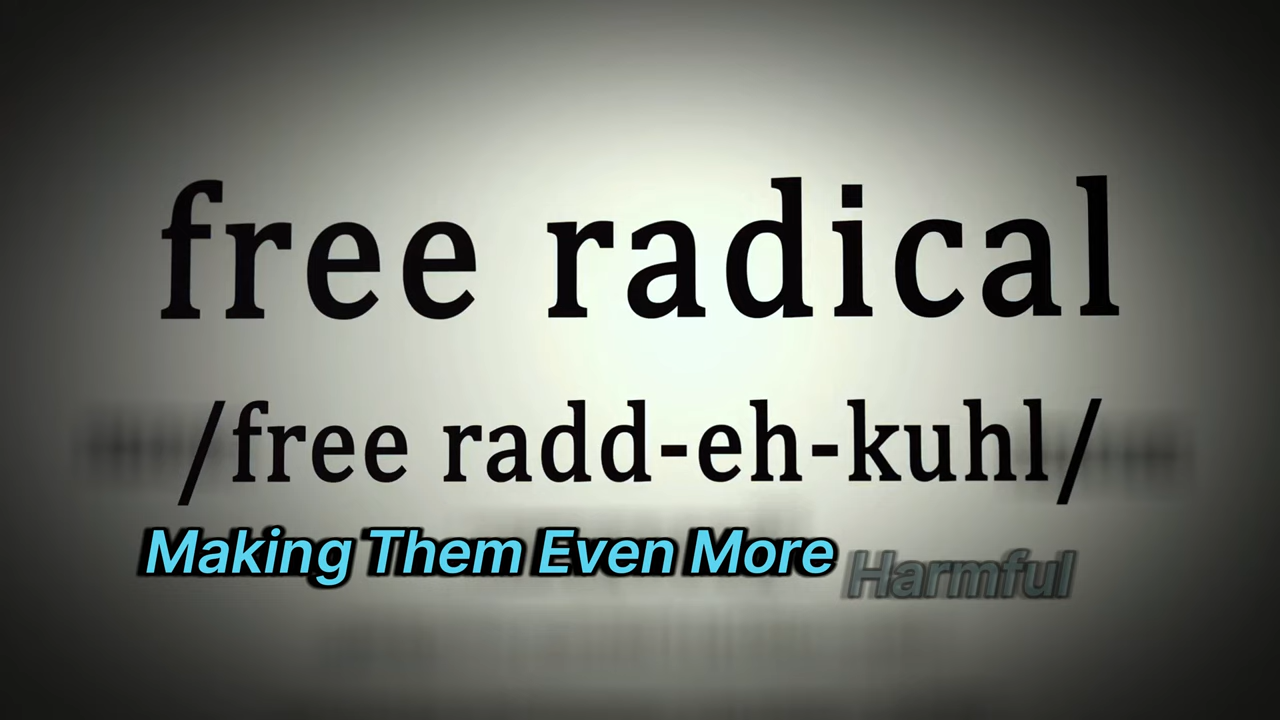 free radical
/free radd-eh-kuhl/
Making Them Even More Harmful